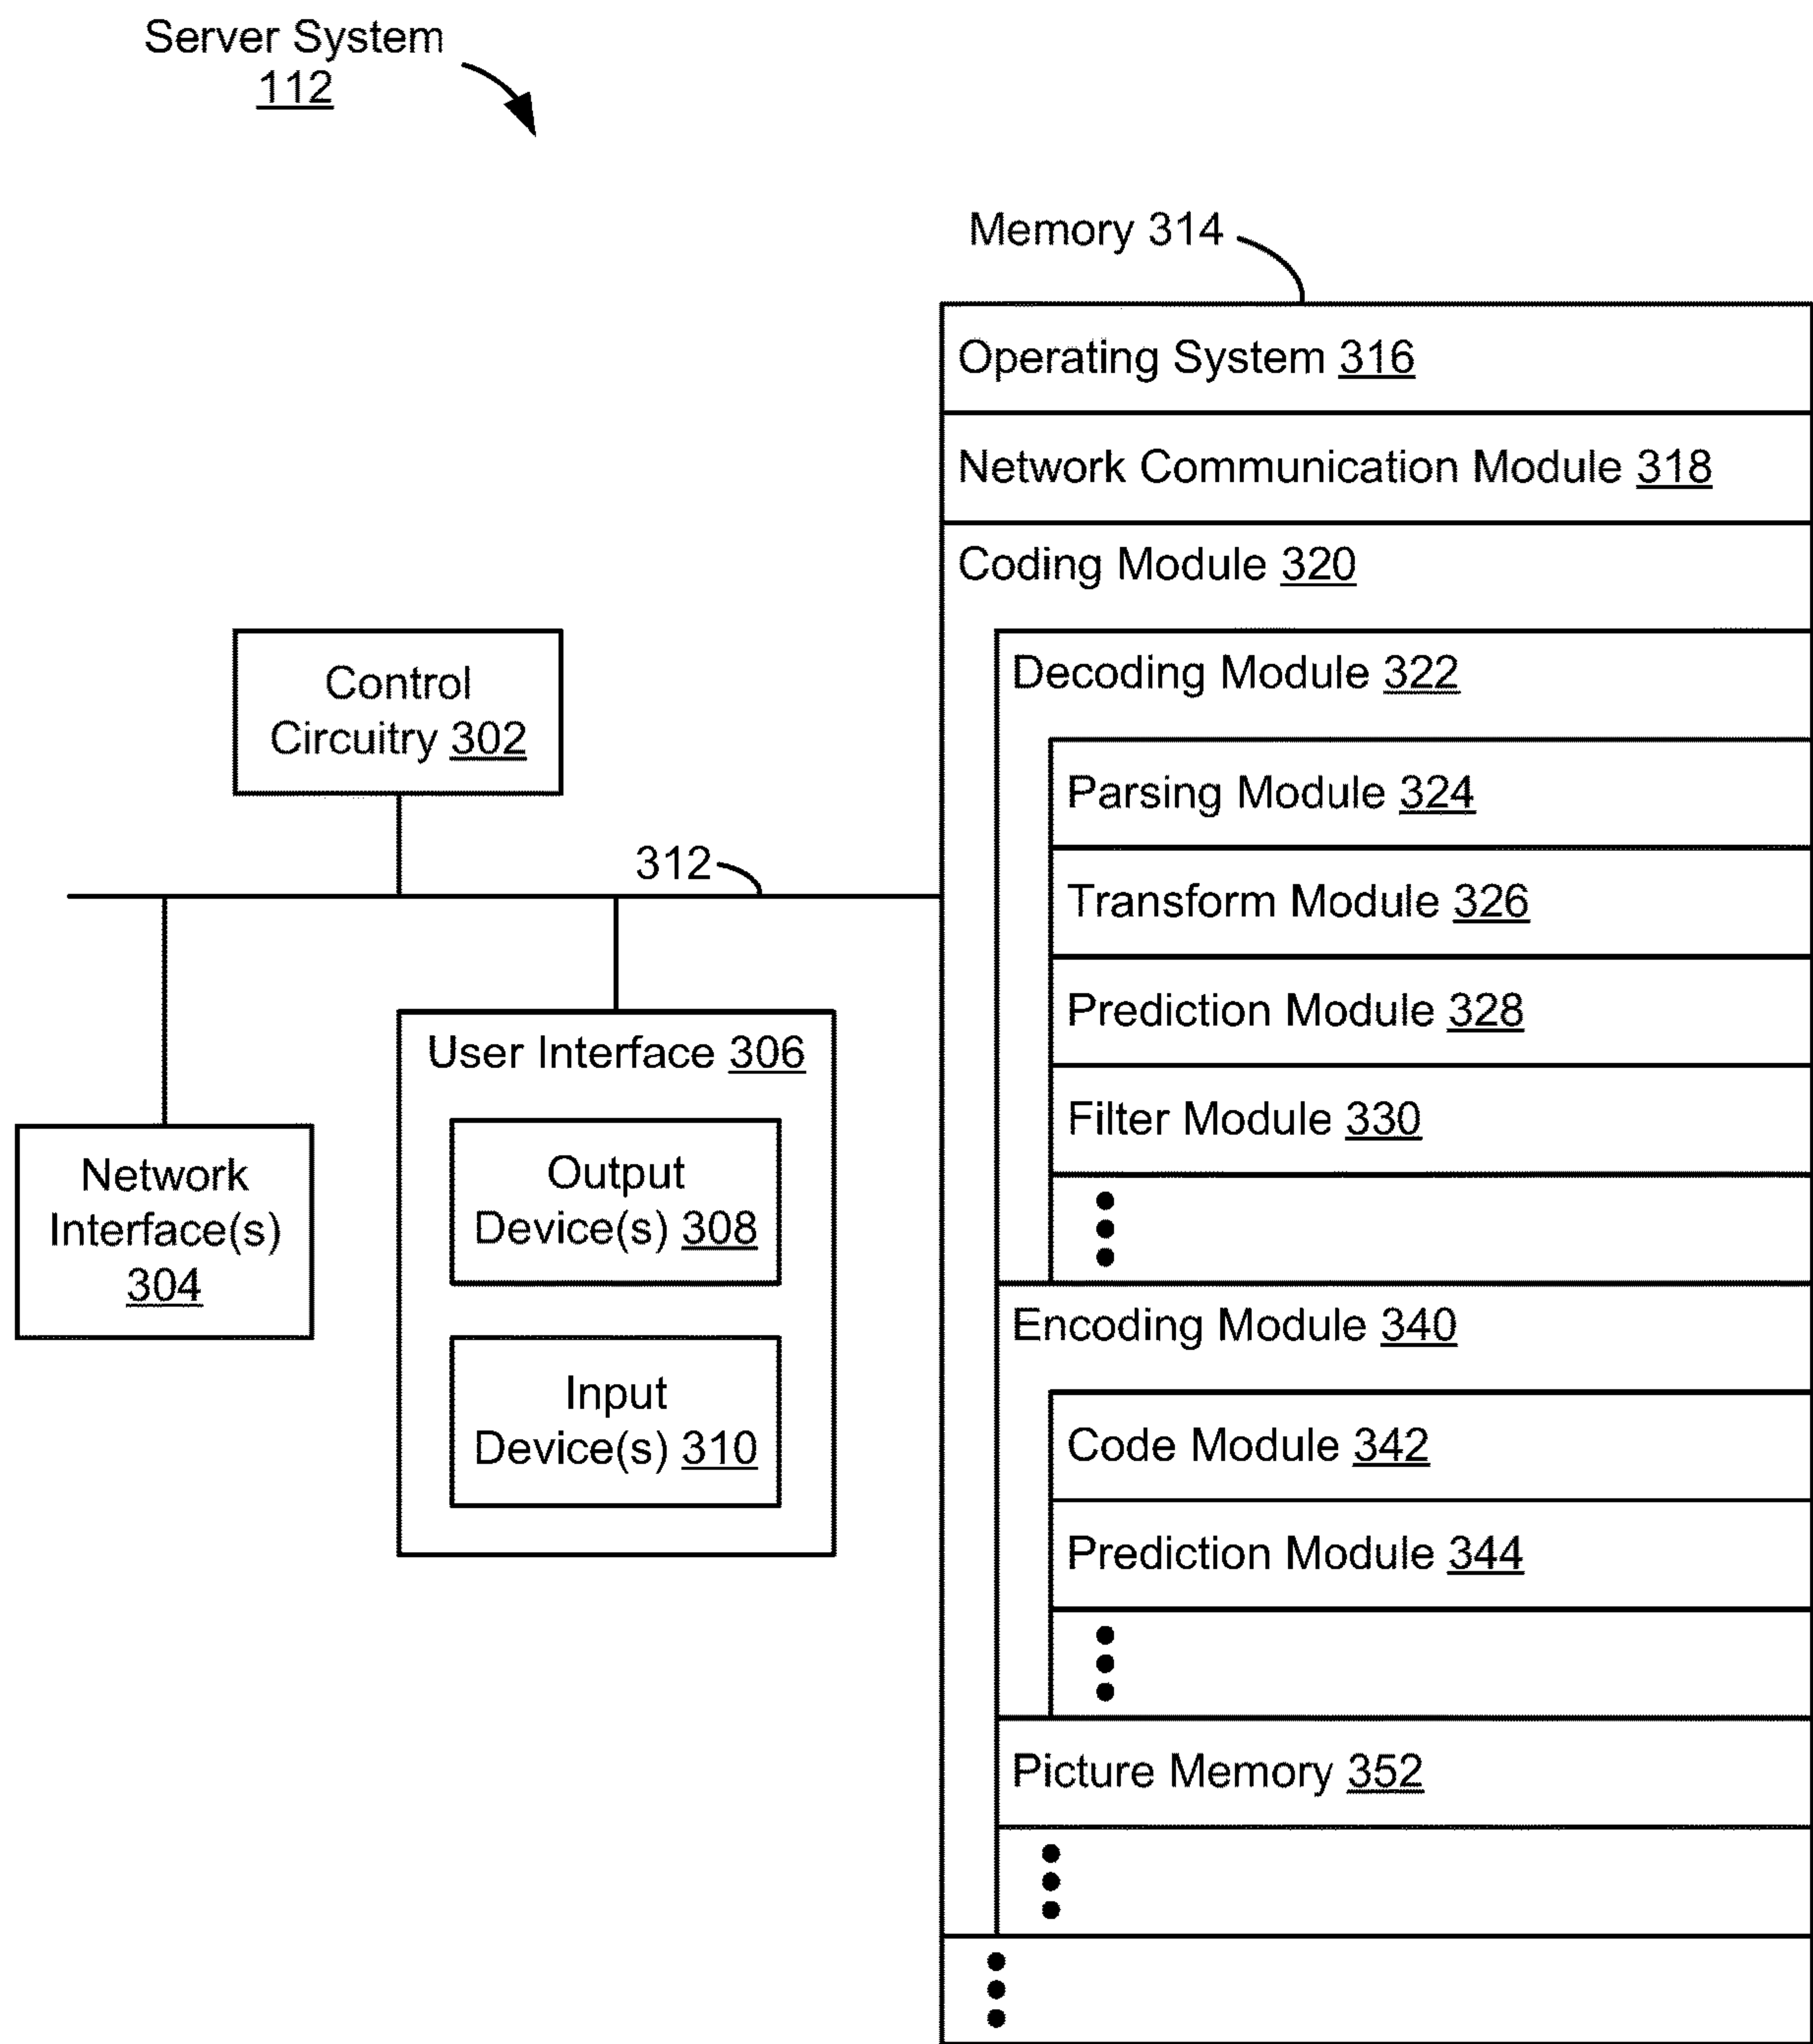 Server System
112
Memory 314
Operating System 316
Network Communication Module 318
Coding Module 320
Decoding Module 322
Parsing Module 324
Transform Module 326
Prediction Module 328
Filter Module 330
Encoding Module 340
Code Module 342
Prediction Module 344
Picture Memory 352
Control
Circuitry 302
312
Network
Interface(s)
304
User Interface 306
Output
Device(s) 308
Input
Device(s) 310